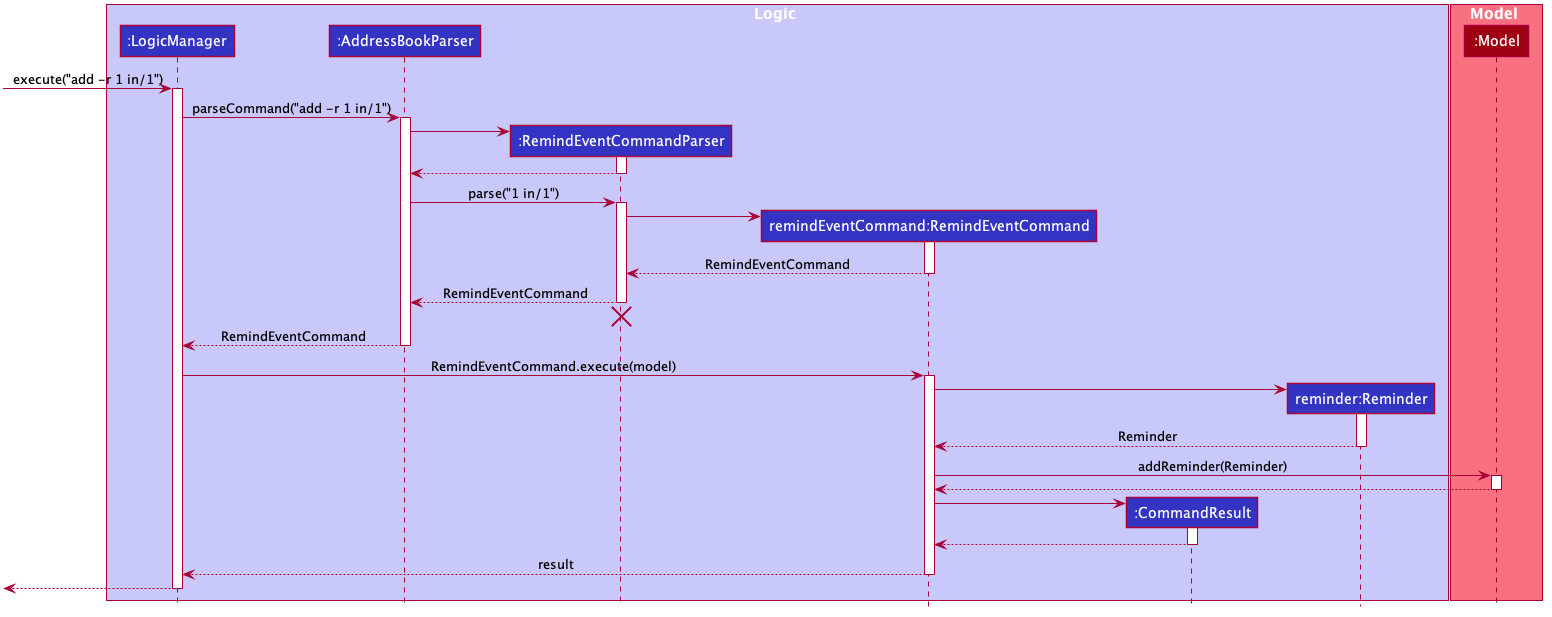 Logic
Model
:LogicManager
:AddressBookParser
:Model
execute("add -r 1 in/1")
parseCommand("add -r 1 in/1")
:RemindEventCommandParser
parse("1 in/1")
remindEventCommand:RemindEventCommand
RemindEventCommand
RemindEventCommand
RemindEventCommand
RemindEventCommand.execute(model)
reminder:Reminder
Reminder
addReminder(Reminder)
:CommandResult
result